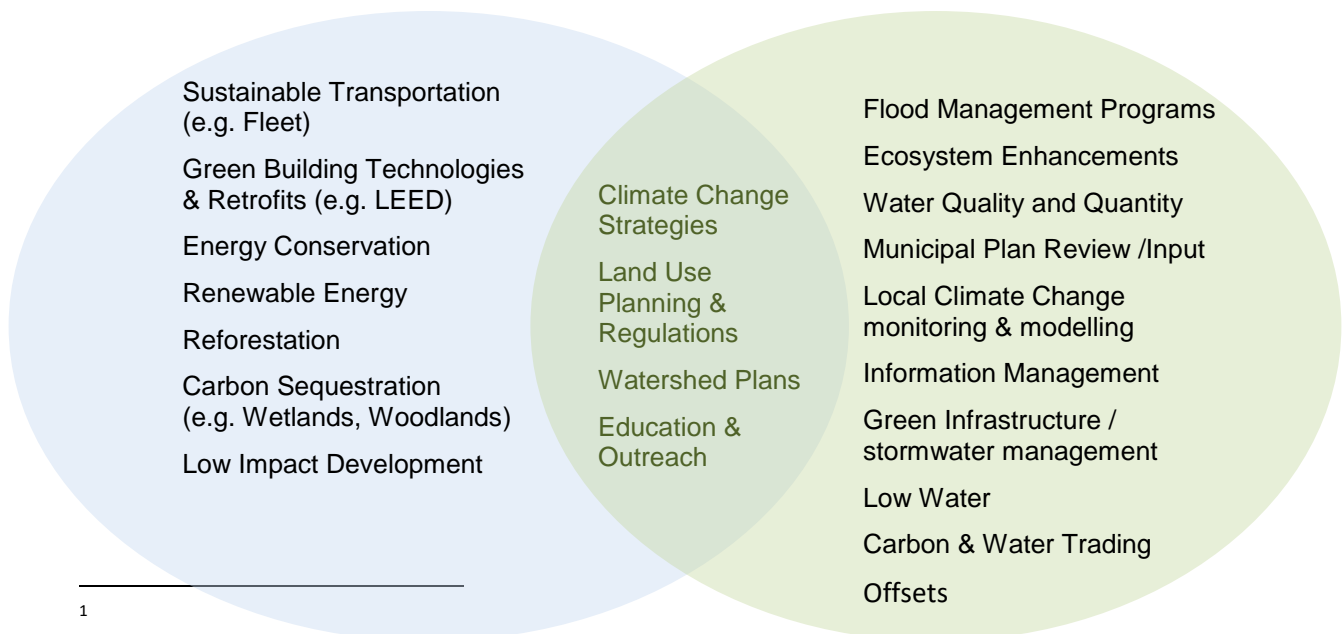 Sustainable Transportation
(e.g. Fleet)
Green Building Technologies
& Retrofits (e.g. LEED)
Energy Conservation
Renewable Energy
Reforestation
Carbon Sequestration
(e.g. Wetlands, Woodlands)
Low Impact Development
Climate Change
Strategies
Land Use
Planning &
Regulations
Watershed Plans
Education &
Outreach
Flood Management Programs
Ecosystem Enhancements
Water Quality and Quantity
Municipal Plan Review /Input
Local Climate Change
monitoring & modelling
Information Management
Green Infrastructure /
stormwater management
Low Water
Carbon & Water Trading
Offsets
1